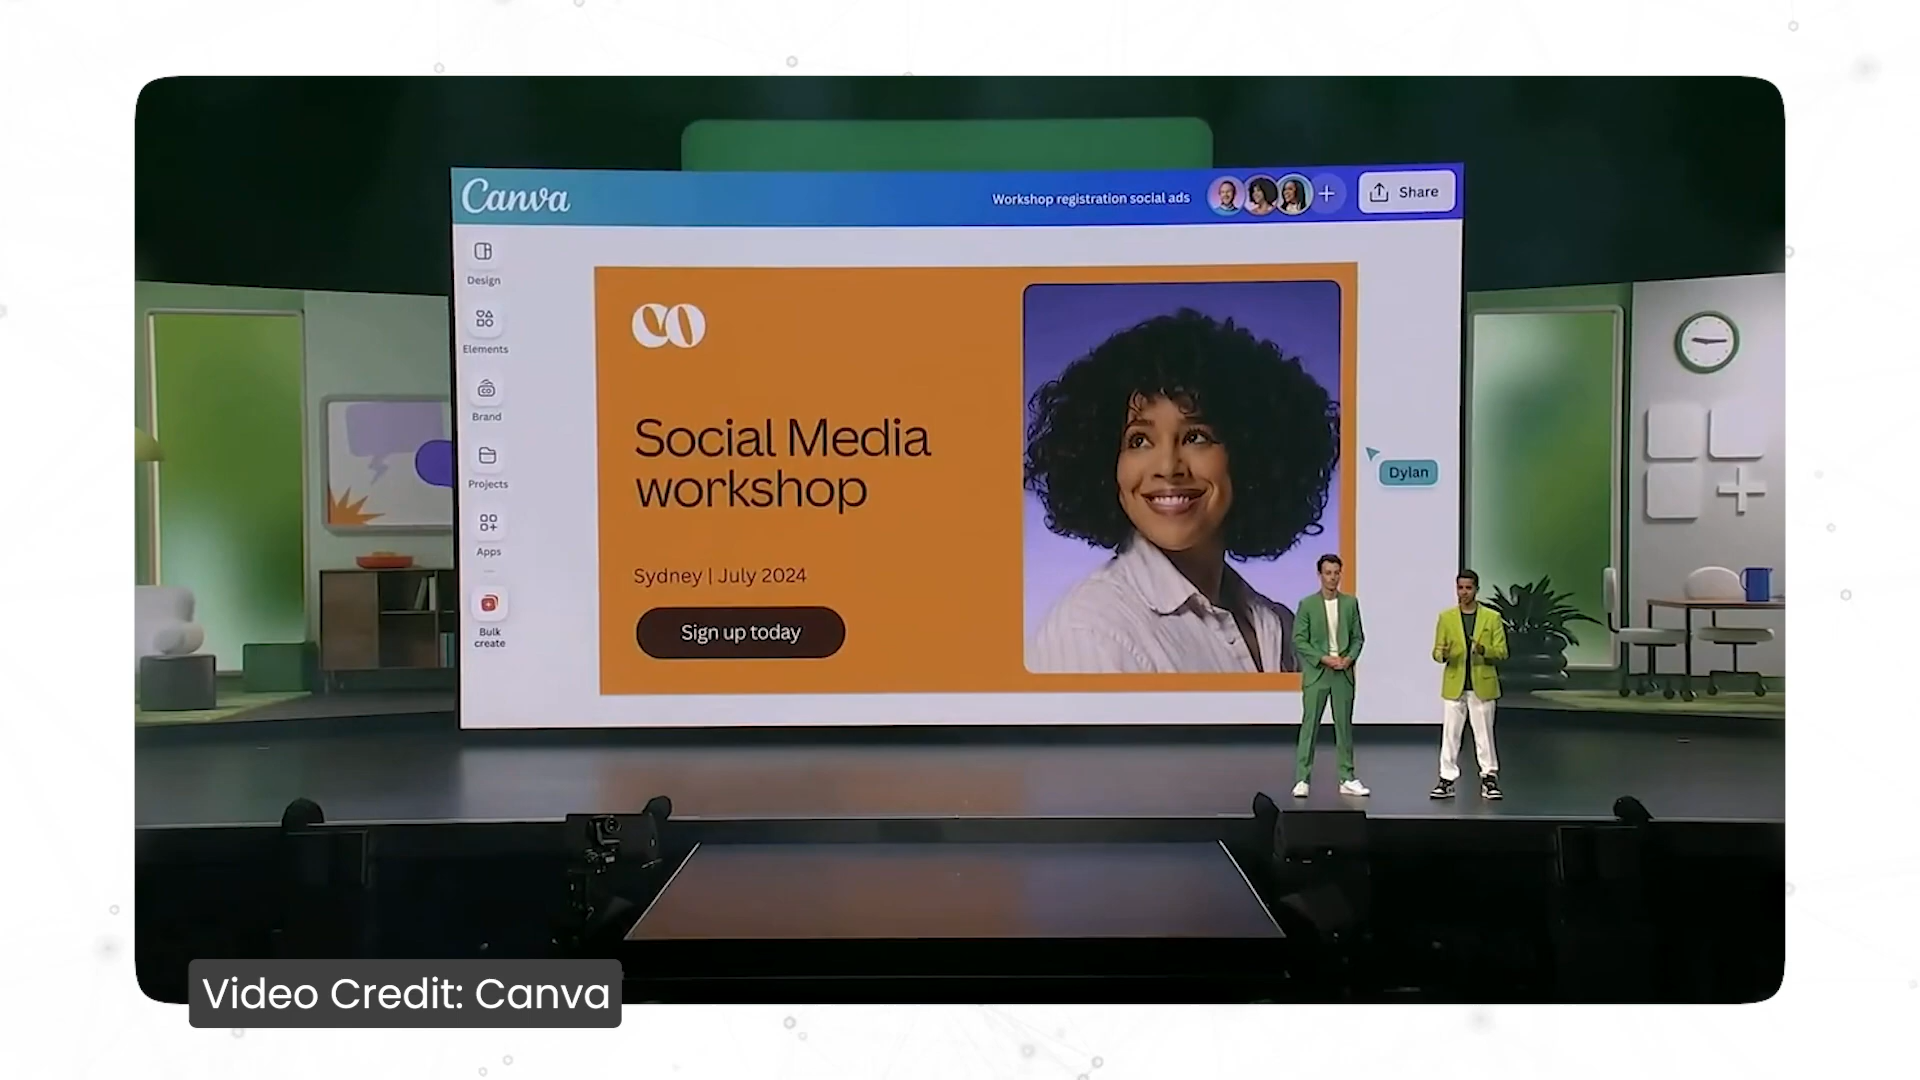 Canva
Workshop registration social ads
Share
Design
Elements
Brand
Projects
Apps
Bulk
create
CO
Social Media
workshop
Sydney | July 2024
Sign up today
Dylan
Video Credit: Canva